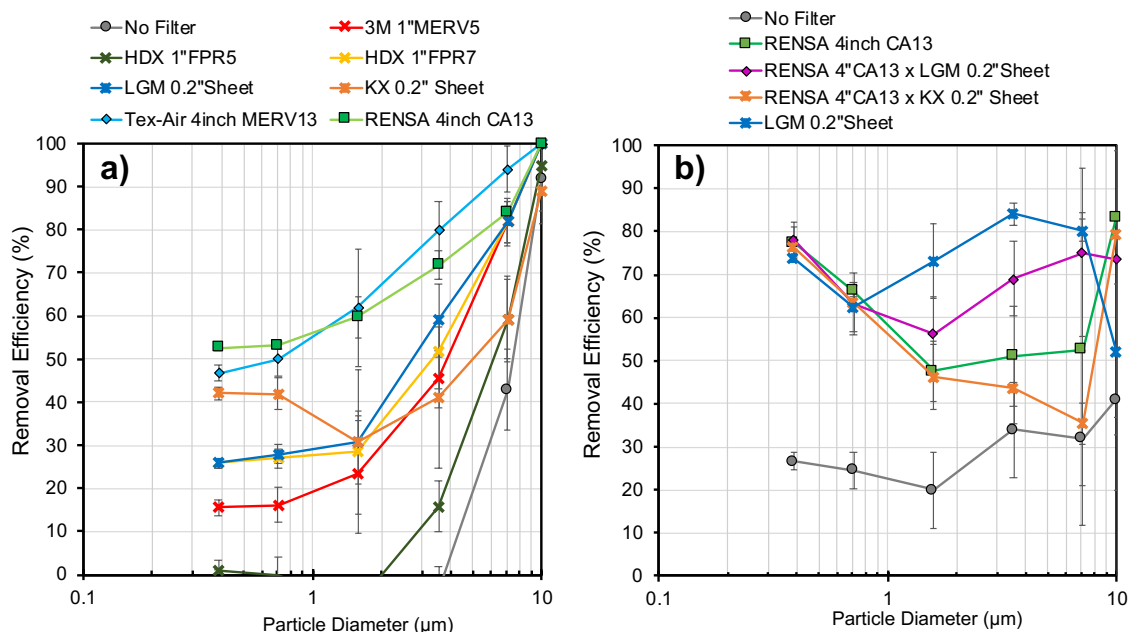 No Filter
3M 1"MERV5
HDX 1"FPR5
HDX 1"FPR7
LGM 0.2"Sheet
KX 0.2" Sheet
Tex-Air 4inch MERV13
RENSA 4inch CA13
a)
100
90
80
70
60
50
40
30
20
10
0
Removal Efficiency (%)
0.1
1
10
Particle Diameter (µm)
No Filter
RENSA 4inch CA13
RENSA 4"CA13 x LGM 0.2"Sheet
RENSA 4"CA13 x KX 0.2" Sheet
LGM 0.2"Sheet
b)
100
90
80
70
60
50
40
30
20
10
0
Removal Efficiency (%)
0.1
1
10
Particle Diameter (µm)